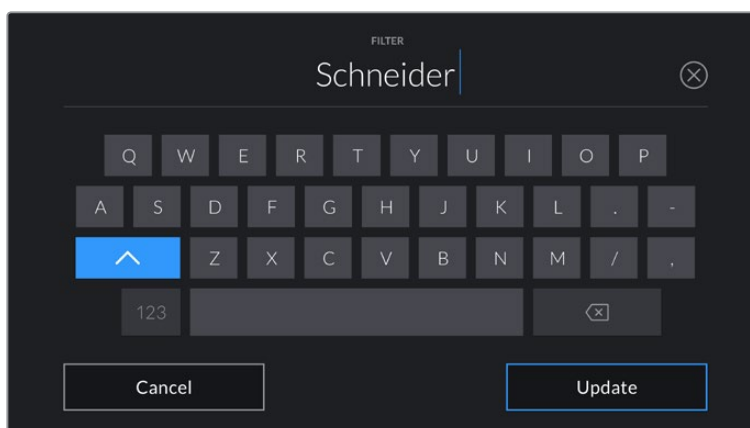 FILTER
Schneider
Q W E R T Y U I O P
A S D F G H J K L . -
Z X C V B N M / ,
123
Cancel Update